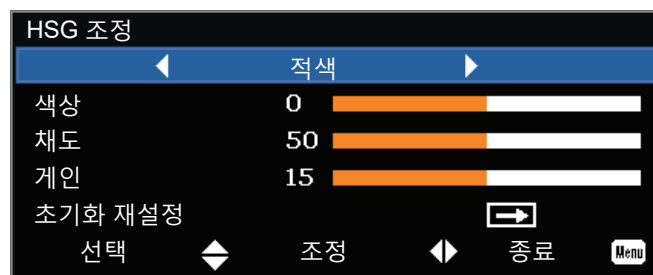 HSG 조정
적색
색상 0
채도 50
게인 15
초기화 재설정
선택 조정 종료 Menu